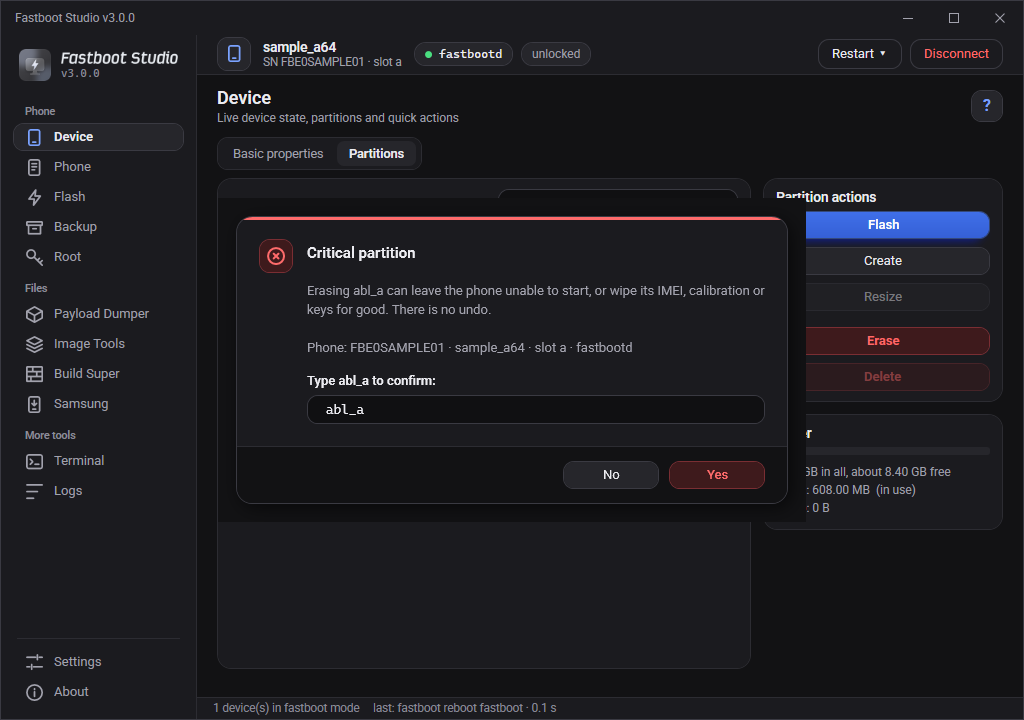 Fastboot Studio v3.0.0
Fastboot Studio
v3.0.0
Phone
Device
Phone
Flash
Backup
Root
Files
Payload Dumper
Image Tools
Build Super
Samsung
More tools
Terminal
Logs
Settings
About
sample_a64
SN FBE0SAMPLE01 · slot a
fastbootd
unlocked
Restart
Disconnect
Device
Live device state, partitions and quick actions
?
Basic properties
Partitions
Partition actions
Flash
Create
Resize
Erase
Delete
GB in all, about 8.40 GB free
: 608.00 MB (in use)
: 0 B
Critical partition
Erasing abl_a can leave the phone unable to start, or wipe its IMEI, calibration or
keys for good. There is no undo.
Phone: FBE0SAMPLE01 · sample_a64 · slot a · fastbootd
Type abl_a to confirm:
abl_a
No
Yes
1 device(s) in fastboot mode
last: fastboot reboot fastboot · 0.1 s